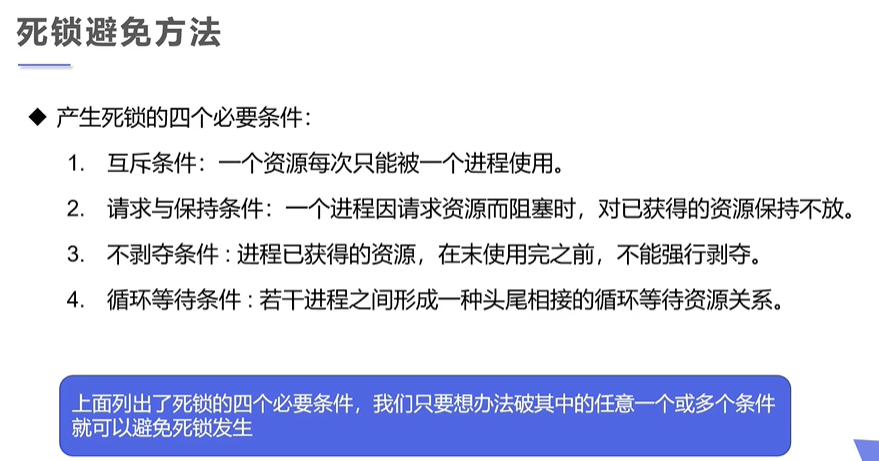 死锁避免方法
◆ 产生死锁的四个必要条件：
1. 互斥条件：一个资源每次只能被一个进程使用。
2. 请求与保持条件：一个进程因请求资源而阻塞时，对已获得的资源保持不放。
3. 不剥夺条件 : 进程已获得的资源，在末使用完之前，不能强行剥夺。
4. 循环等待条件 : 若干进程之间形成一种头尾相接的循环等待资源关系。
上面列出了死锁的四个必要条件，我们只要想办法破其中的任意一个或多个条件
就可以避免死锁发生